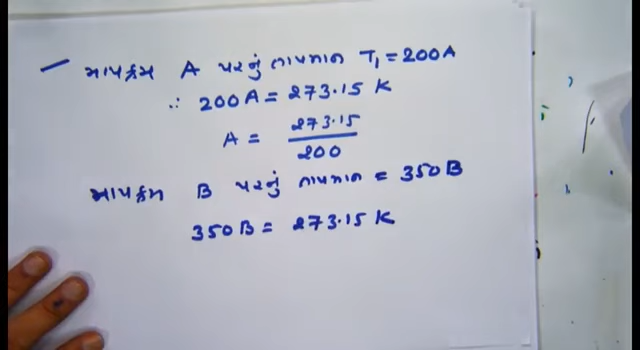 માપક્રમ A પરનું તાપમાન T₁ = 200A
∴ 200 A = 273.15 K
A = 273.15 / 200
માપક્રમ B પરનું તાપમાન = 350B
350 B = 273.15 K